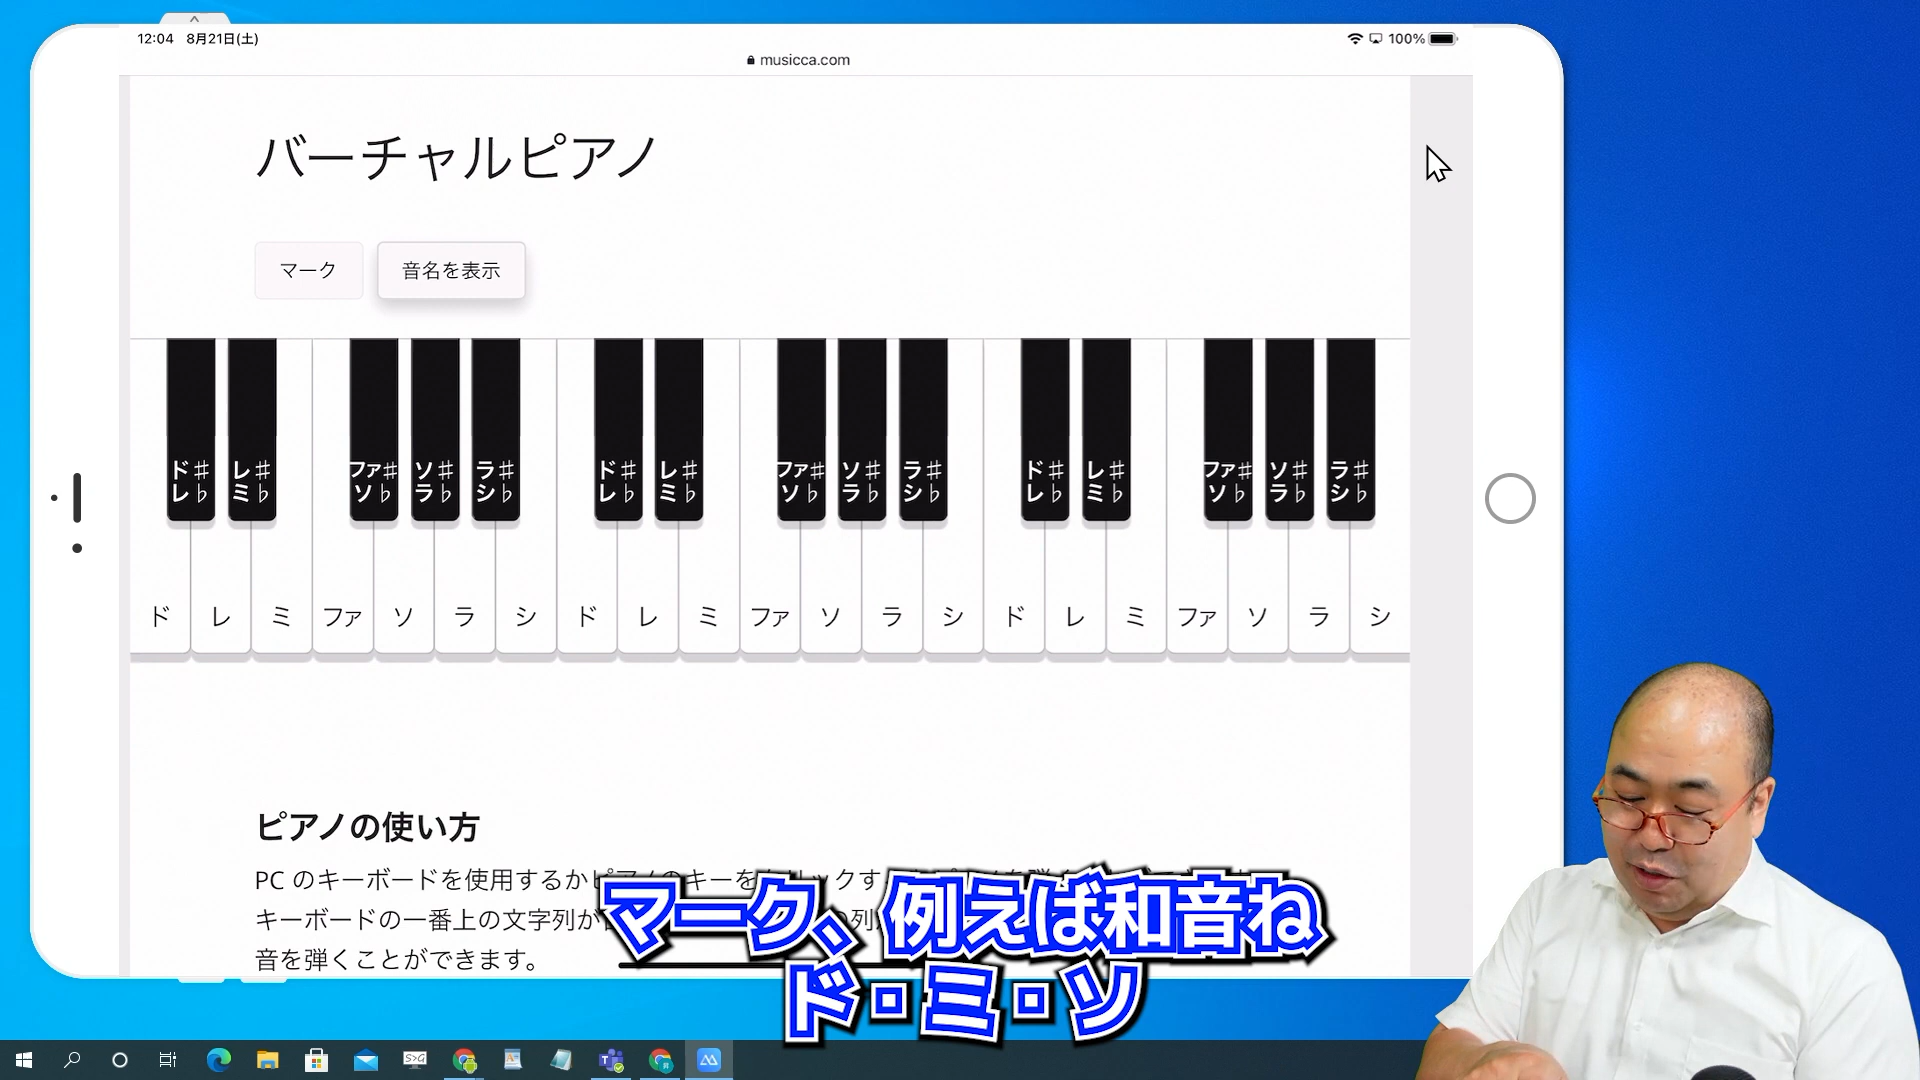 12:04 8月21日(土)
100%
musicca.com
バーチャルピアノ
マーク 音名を表示
ド♯ レ♯ ファ♯ ソ♯ ラ♯ ド♯ レ♯ ファ♯ ソ♯ ラ♯ ド♯ レ♯ ファ♯ ソ♯ ラ♯
レ♭ ミ♭ ソ♭ ラ♭ シ♭ レ♭ ミ♭ ソ♭ ラ♭ シ♭ レ♭ ミ♭ ソ♭ ラ♭ シ♭
ド レ ミ ファ ソ ラ シ ド レ ミ ファ ソ ラ シ ド レ ミ ファ ソ ラ シ
ピアノの使い方
PC のキーボードを使用するか
キーボードの一番上の文字列が
音を弾くことができます。
マーク、例えば和音ね
ド・ミ・ソ